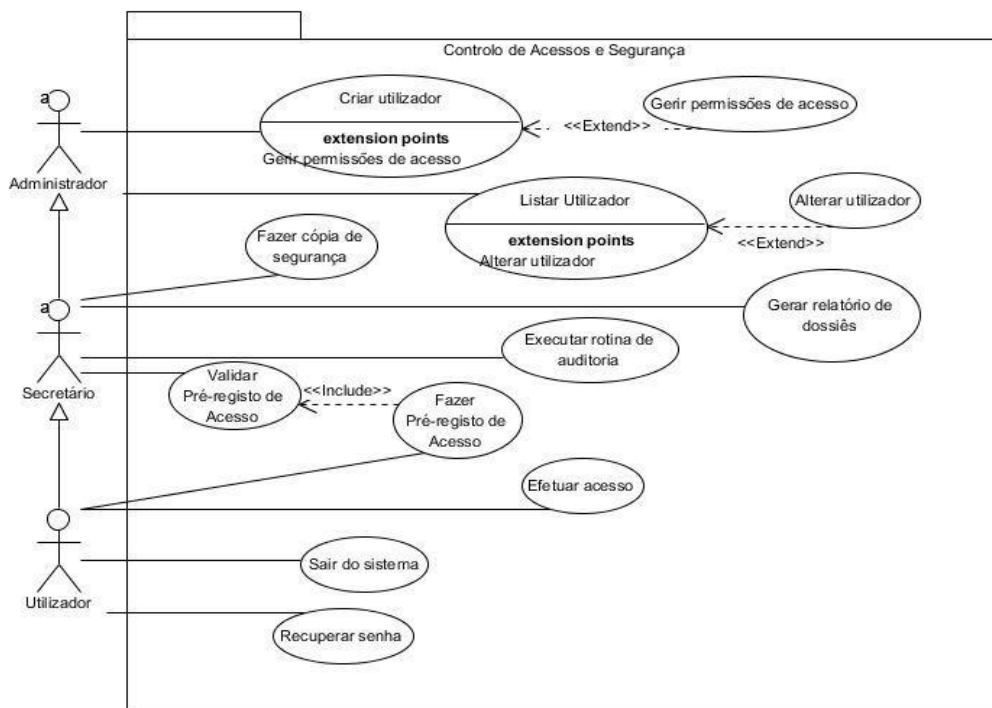 Controlo de Acessos e Segurança
a
Criar utilizador
Gerir permissões de acesso
<<Extend>>
extension points
Gerir permissões de acesso
Administrador
Listar Utilizador
Alterar utilizador
extension points
<<Extend>>
Alterar utilizador
Fazer cópia de
segurança
a
Gerar relatório de
dossiês
Executar rotina de
auditoria
Secretário
Validar
Pré-registo de
Acesso
<<Include>>
Fazer
Pré-registo de
Acesso
Efetuar acesso
Sair do sistema
Utilizador
Recuperar senha